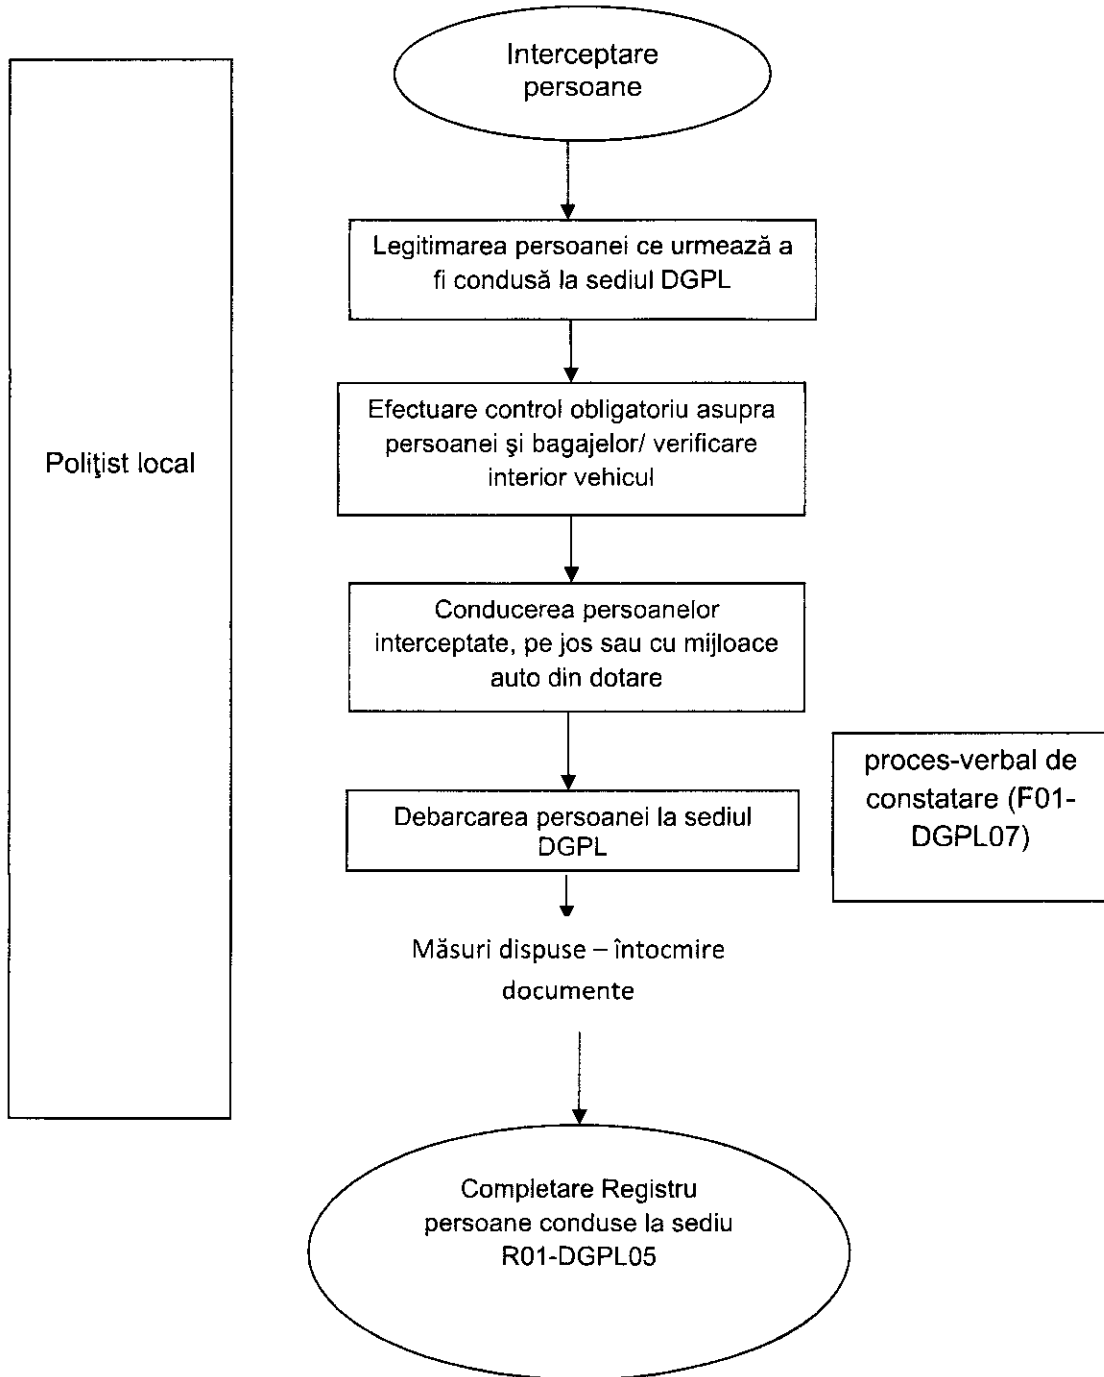 Interceptare
persoane
Legitimarea persoanei ce urmează a
fi condusă la sediul DGPL
Efectuare control obligatoriu asupra
persoanei şi bagajelor/ verificare
interior vehicul
Poliţist local
Conducerea persoanelor
interceptate, pe jos sau cu mijloace
auto din dotare
proces-verbal de
constatare (F01-
DGPL07)
Debarcarea persoanei la sediul
DGPL
Măsuri dispuse – întocmire
documente
Completare Registru
persoane conduse la sediu
R01-DGPL05